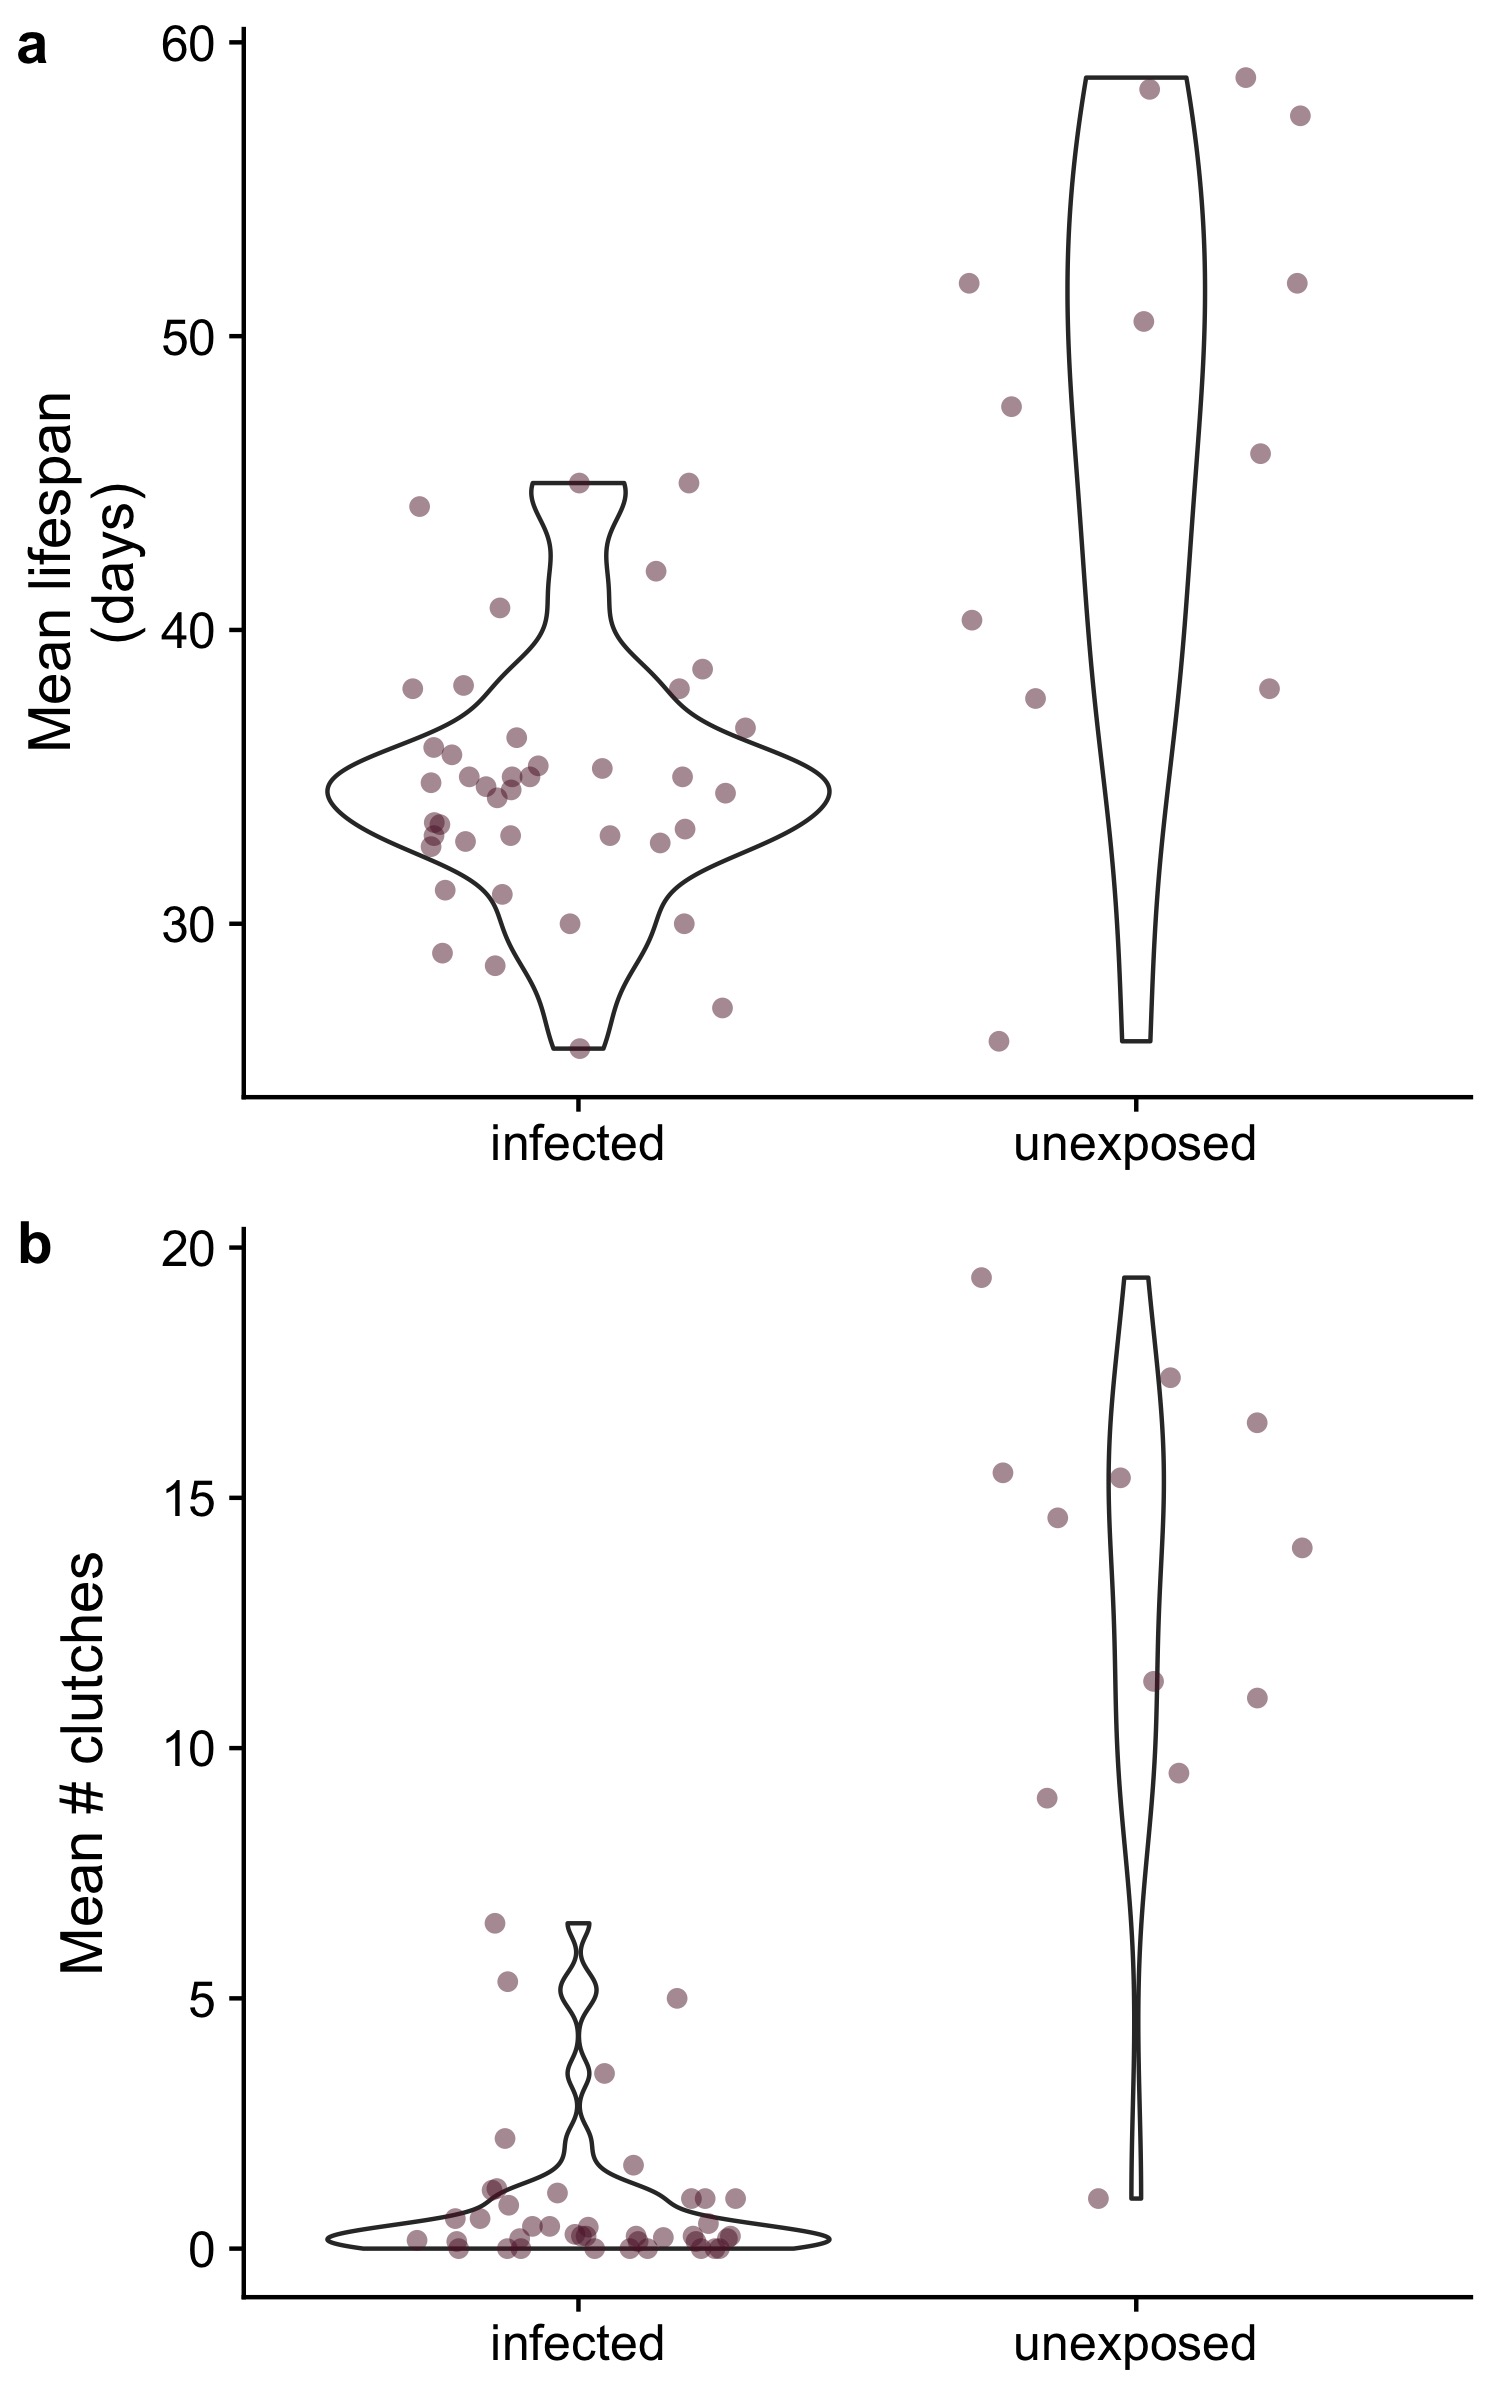 a
60
50
40
30
Mean lifespan
(days)
infected
unexposed
b
20
15
10
5
0
Mean # clutches
infected
unexposed